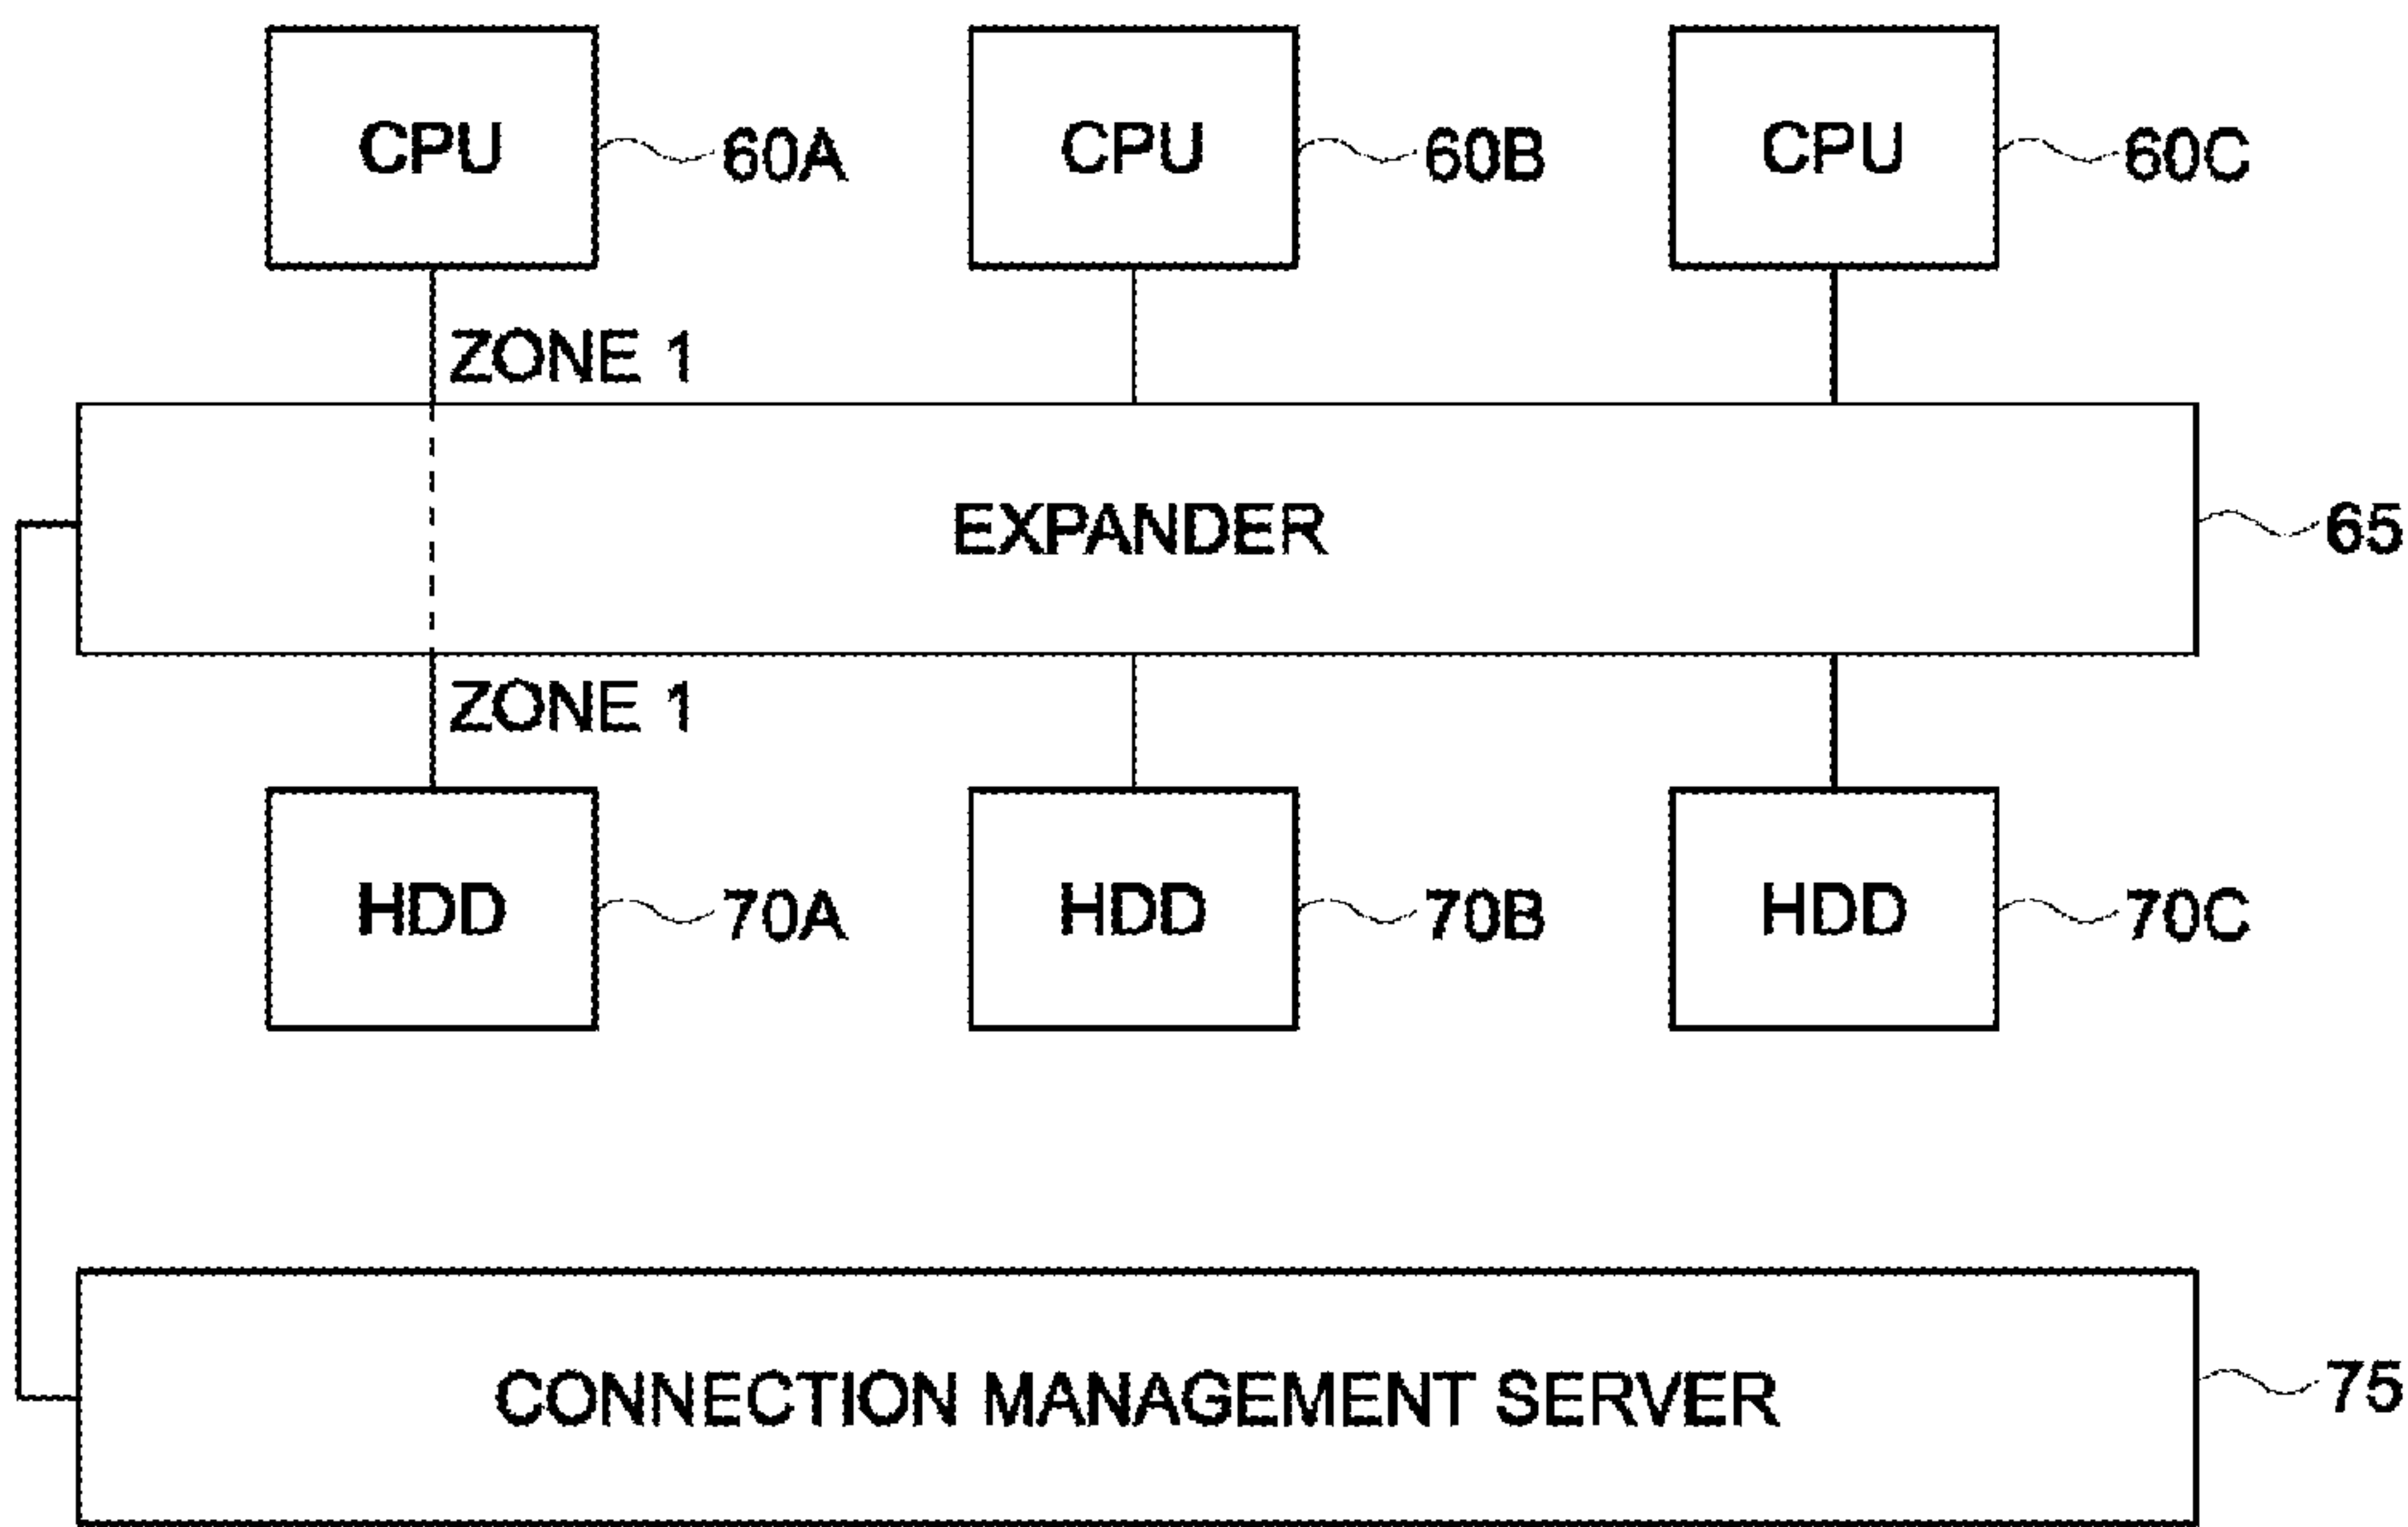 CPU 60A CPU 60B CPU 60C
ZONE 1
EXPANDER 65
ZONE 1
HDD 70A HDD 70B HDD 70C
CONNECTION MANAGEMENT SERVER 75